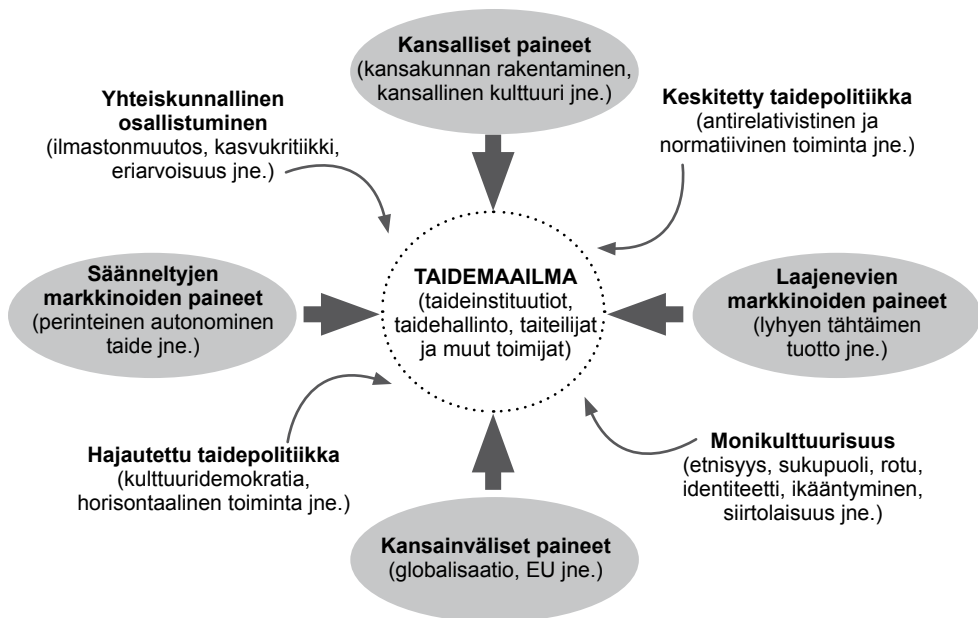 Kansalliset paineet
(kansakunnan rakentaminen,
kansallinen kulttuuri jne.)
Yhteiskunnallinen
osallistuminen
(ilmastonmuutos, kasvukritiikki,
eriarvoisuus jne.)
Keskitetty taidepolitiikka
(antirelativistinen ja
normatiivinen toiminta jne.)
Säänneltyjen
markkinoiden paineet
(perinteinen autonominen
taide jne.)
TAIDEMAAILMA
(taideinstituutiot,
taidehallinto, taiteilijat
ja muut toimijat)
Laajenevien
markkinoiden paineet
(lyhyen tähtäimen
tuotto jne.)
Hajautettu taidepolitiikka
(kulttuuridemokratia,
horisontaalinen toiminta jne.)
Monikulttuurisuus
(etnisyys, sukupuoli, rotu,
identiteetti, ikääntyminen,
siirtolaisuus jne.)
Kansainväliset paineet
(globalisaatio, EU jne.)